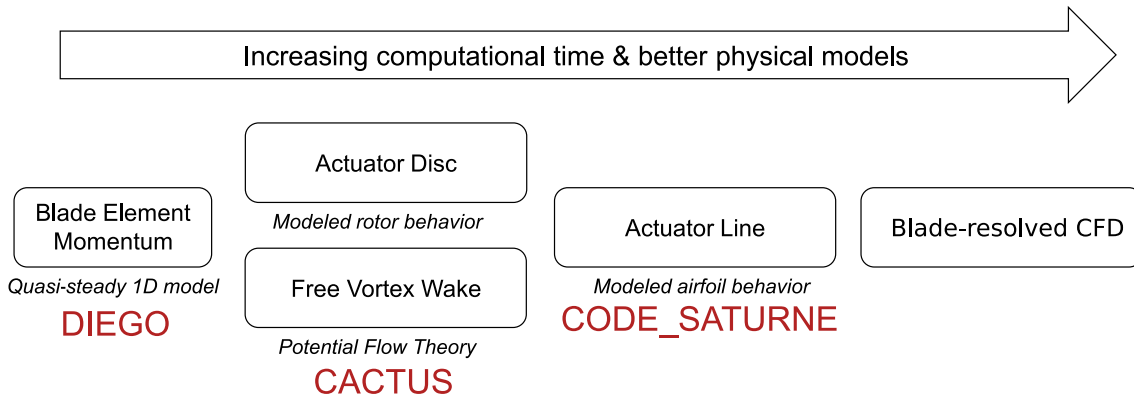 Increasing computational time & better physical models
Blade Element
Momentum
Quasi-steady 1D model
DIEGO
Actuator Disc
Modeled rotor behavior
Free Vortex Wake
Potential Flow Theory
CACTUS
Actuator Line
Modeled airfoil behavior
CODE_SATURNE
Blade-resolved CFD